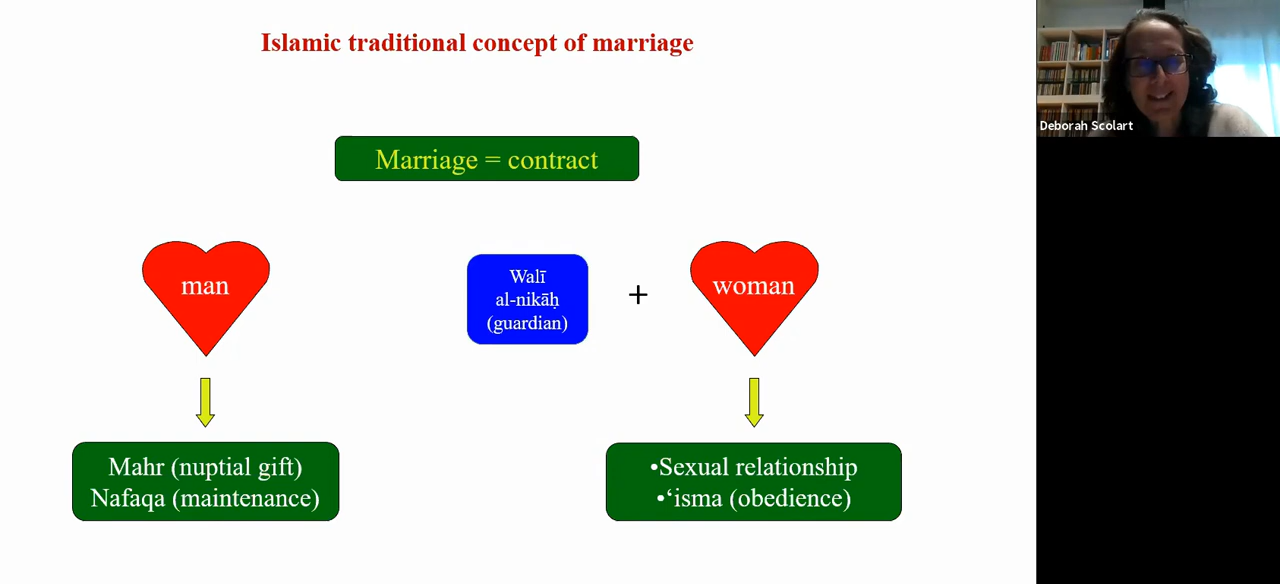 Islamic traditional concept of marriage
Deborah Scolart
Marriage = contract
man
Walī
al-nikāḥ
(guardian)
+
woman
Mahr (nuptial gift)
Nafaqa (maintenance)
•Sexual relationship
•‘isma (obedience)